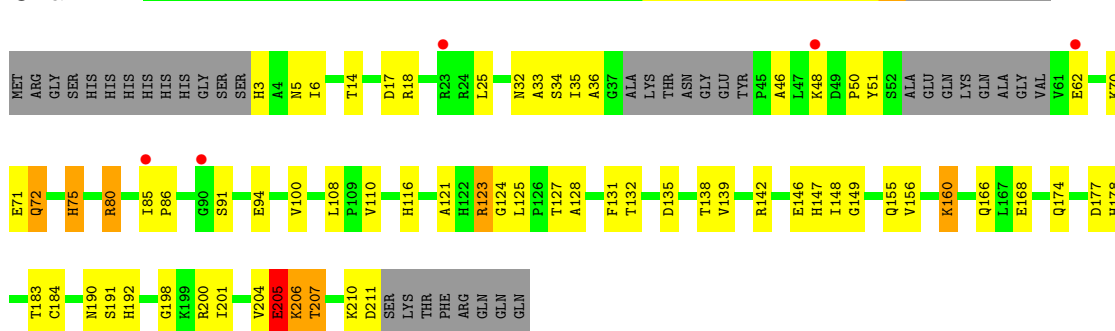 MET ARG GLY SER HIS HIS HIS HIS HIS HIS GLY SER SER H3 A4 N5 I6 T14 D17 R18 R23 R24 L25 N32 A33 S34 I35 A36 G37 ALA LYS THR ASN GLY GLU TYR P45 A46 L47 K48 D49 P50 Y51 S52 ALA GLU GLN LYS GLN ALA GLY VAL V61 E62 K70
E71 Q72 H75 R80 I85 P86 G90 S91 E94 V100 L108 P109 V110 H116 A121 H122 R123 G124 L125 P126 T127 A128 F131 T132 D135 T138 V139 R142 E146 H147 I148 G149 Q155 V156 K160 Q166 L167 E168 Q174 D177 H178
T183 C184 N190 S191 H192 G198 K199 R200 I201 V204 E205 K206 T207 K210 D211 SER LYS THR PHE ARG GLN GLN GLN